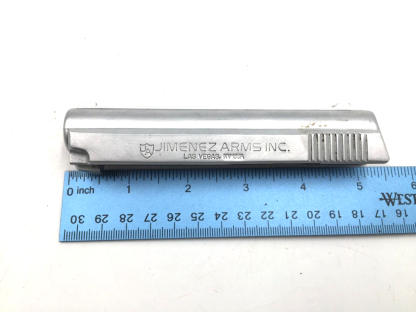 JIMENEZ ARMS INC.
LAS VEGAS, NV USA
0 inch 1 2 3 4 5
WEST
30 29 28 27 26 25 24 23 22 21 20 19 18 17 16